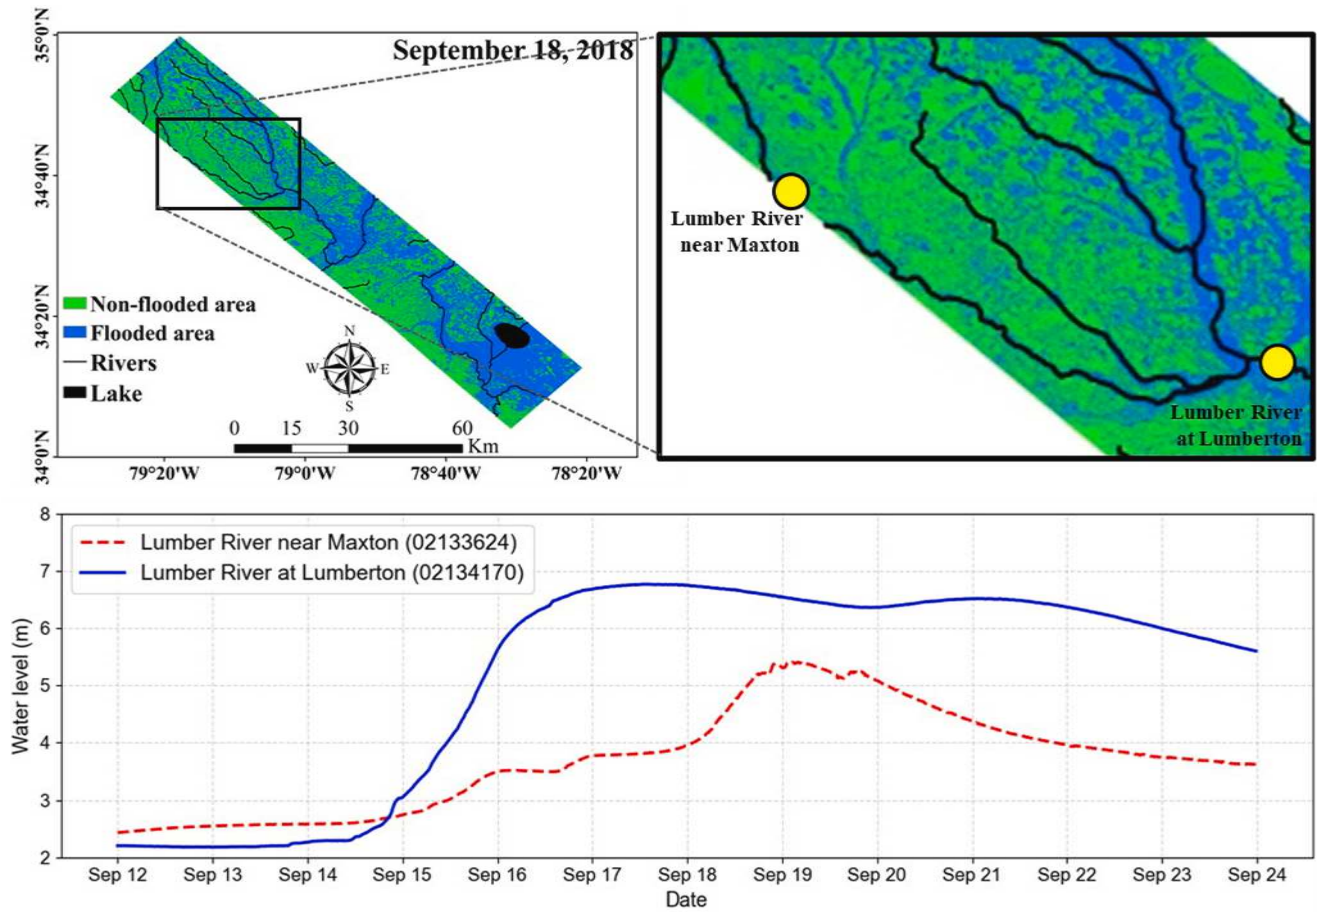 September 18, 2018
35°0'N
34°40'N
34°20'N
34°0'N
Non-flooded area
Flooded area
Rivers
Lake
N
W
E
S
0 15 30 60
Km
79°20'W 79°0'W 78°40'W 78°20'W
Lumber River
near Maxton
Lumber River
at Lumberton
8
7
6
5
4
3
2
Water level (m)
Lumber River near Maxton (02133624)
Lumber River at Lumberton (02134170)
Sep 12 Sep 13 Sep 14 Sep 15 Sep 16 Sep 17 Sep 18 Sep 19 Sep 20 Sep 21 Sep 22 Sep 23 Sep 24
Date